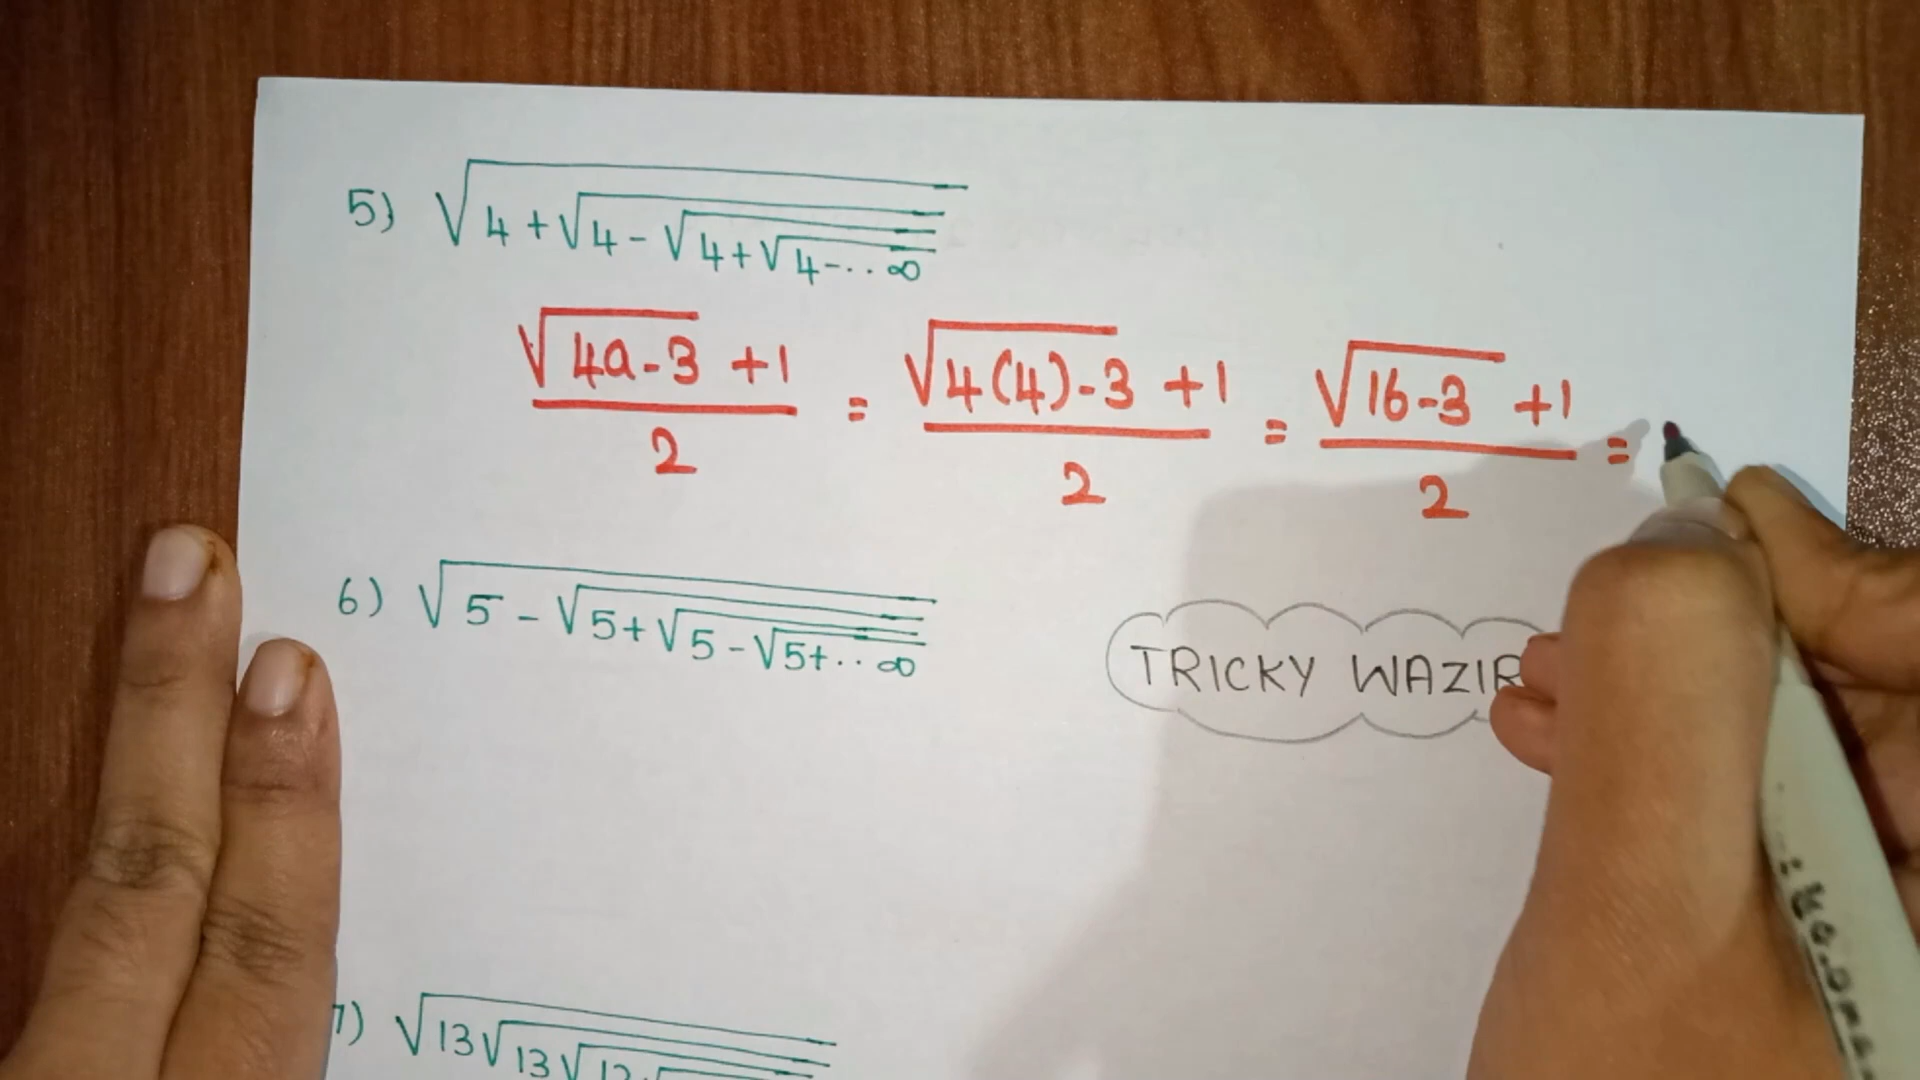 5) √4+√4-√4+√4-..∞
√4a-3 +1 / 2 = √4(4)-3 +1 / 2 = √16-3 +1 / 2 =
6) √5-√5+√5-√5+..∞
TRICKY WAZIR
7) √13√13√13